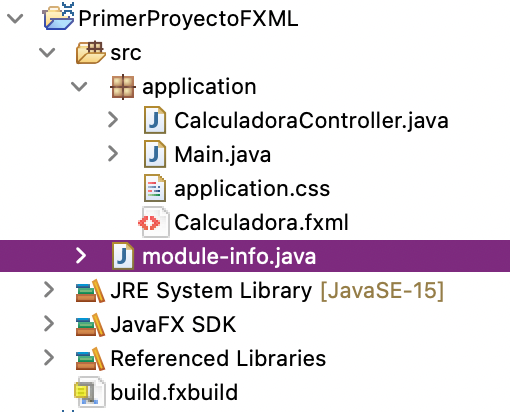 PrimerProyectoFXML
src
application
CalculadoraController.java
Main.java
application.css
Calculadora.fxml
module-info.java
JRE System Library [JavaSE-15]
JavaFX SDK
Referenced Libraries
build.fxbuild